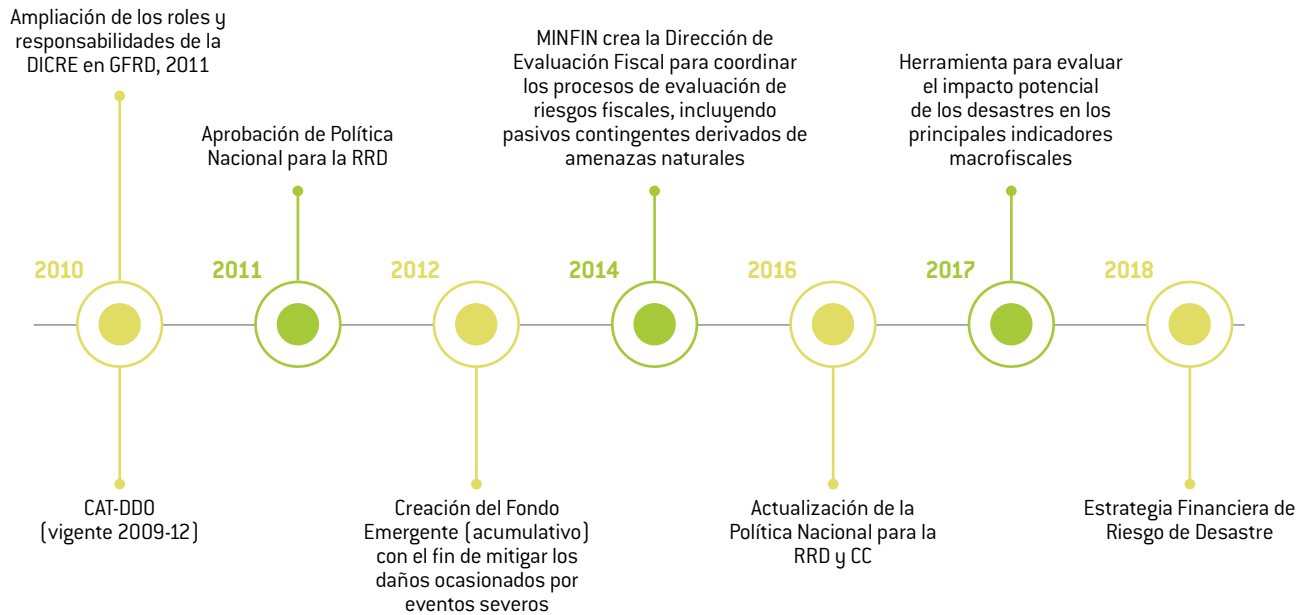 Ampliación de los roles y
responsabilidades de la
DICRE en GFRD, 2011
Aprobación de Política
Nacional para la RRD
MINFIN crea la Dirección de
Evaluación Fiscal para coordinar
los procesos de evaluación de
riesgos fiscales, incluyendo
pasivos contingentes derivados de
amenazas naturales
Herramienta para evaluar
el impacto potencial
de los desastres en los
principales indicadores
macrofiscales
2010
2011
2012
2014
2016
2017
2018
CAT-DDO
(vigente 2009-12)
Creación del Fondo
Emergente (acumulativo)
con el fin de mitigar los
daños ocasionados por
eventos severos
Actualización de la
Política Nacional para la
RRD y CC
Estrategia Financiera de
Riesgo de Desastre